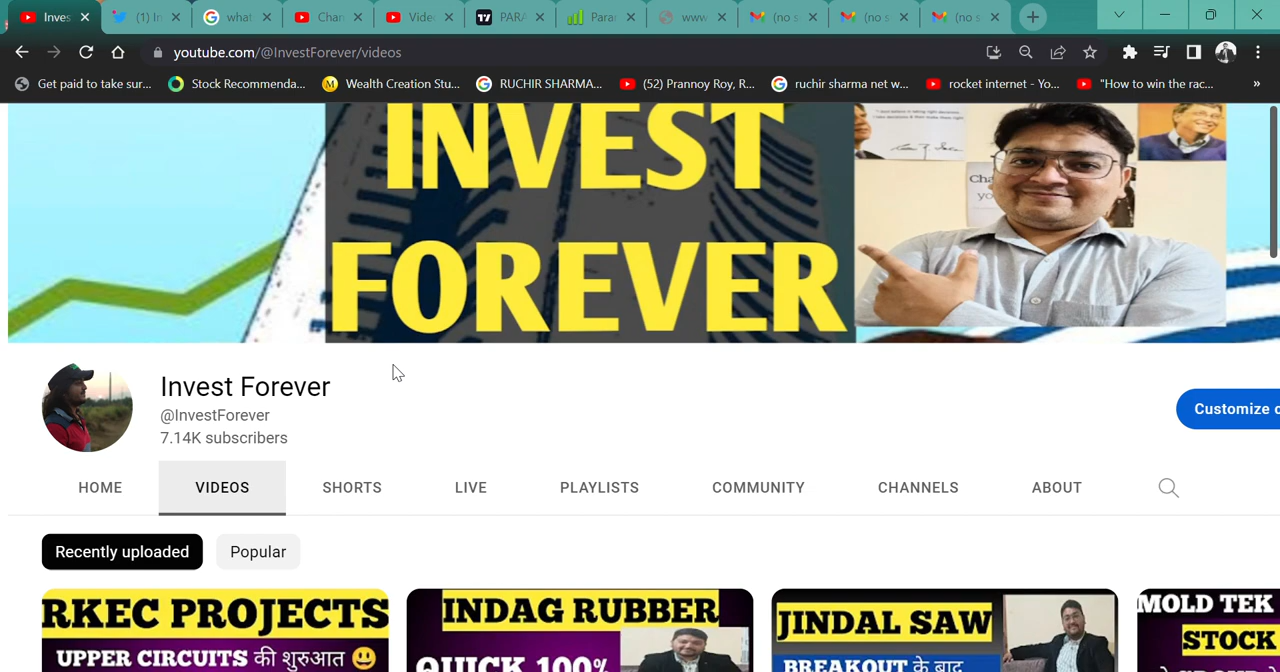 Inves
(1) In
what
Chan
Vide
PARA
Parar
www
(no s
(no s
(no s
youtube.com/@InvestForever/videos
Get paid to take sur...
Stock Recommenda...
Wealth Creation Stu...
RUCHIR SHARMA...
(52) Prannoy Roy, R...
ruchir sharma net w...
rocket internet - Yo...
"How to win the rac...
INVEST
FOREVER
Invest Forever
@InvestForever
7.14K subscribers
Customize c
HOME
VIDEOS
SHORTS
LIVE
PLAYLISTS
COMMUNITY
CHANNELS
ABOUT
Recently uploaded
Popular
RKEC PROJECTS
UPPER CIRCUITS की शुरुआत
INDAG RUBBER
QUICK 100%
JINDAL SAW
BREAKOUT के बाद
MOLD TEK
STOCK